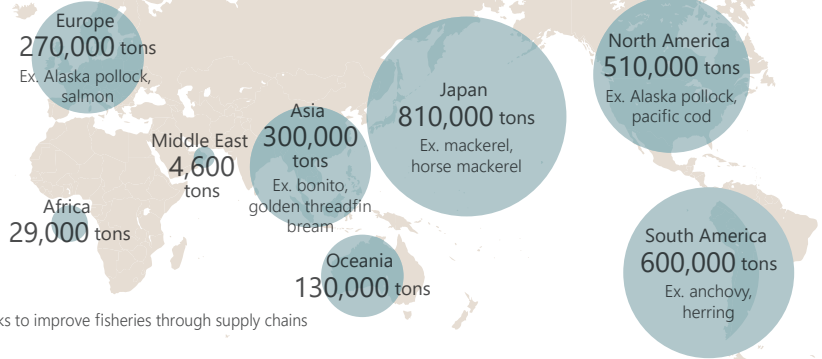 Europe
270,000 tons
Ex. Alaska pollock,
salmon
Middle East
4,600
tons
Africa
29,000 tons
Asia
300,000
tons
Ex. bonito,
golden threadfin
bream
Oceania
130,000 tons
Japan
810,000 tons
Ex. mackerel,
horse mackerel
North America
510,000 tons
Ex. Alaska pollock,
pacific cod
South America
600,000 tons
Ex. anchovy,
herring
to improve fisheries through supply chains